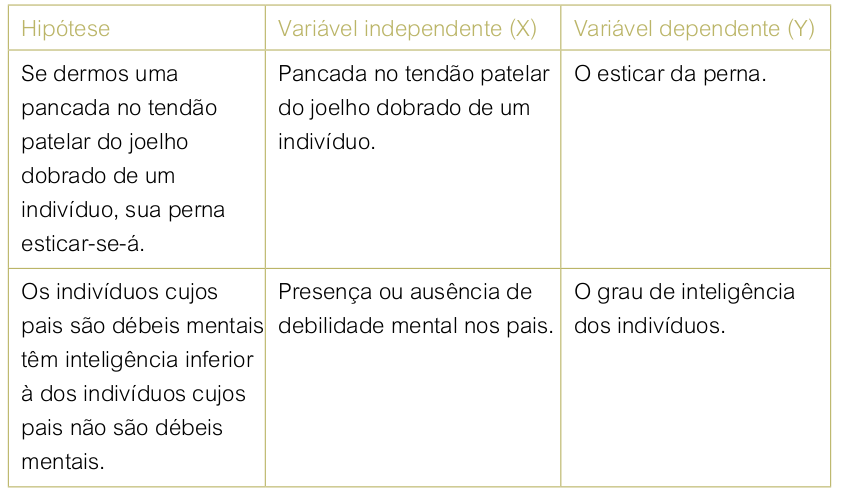 Hipótese
Variável independente (X)
Variável dependente (Y)
Se dermos uma
pancada no tendão
patelar do joelho
dobrado de um
indivíduo, sua perna
esticar-se-á.
Pancada no tendão patelar
do joelho dobrado de um
indivíduo.
O esticar da perna.
Os indivíduos cujos
pais são débeis mentais
têm inteligência inferior
à dos indivíduos cujos
pais não são débeis
mentais.
Presença ou ausência de
debilidade mental nos pais.
O grau de inteligência
dos indivíduos.